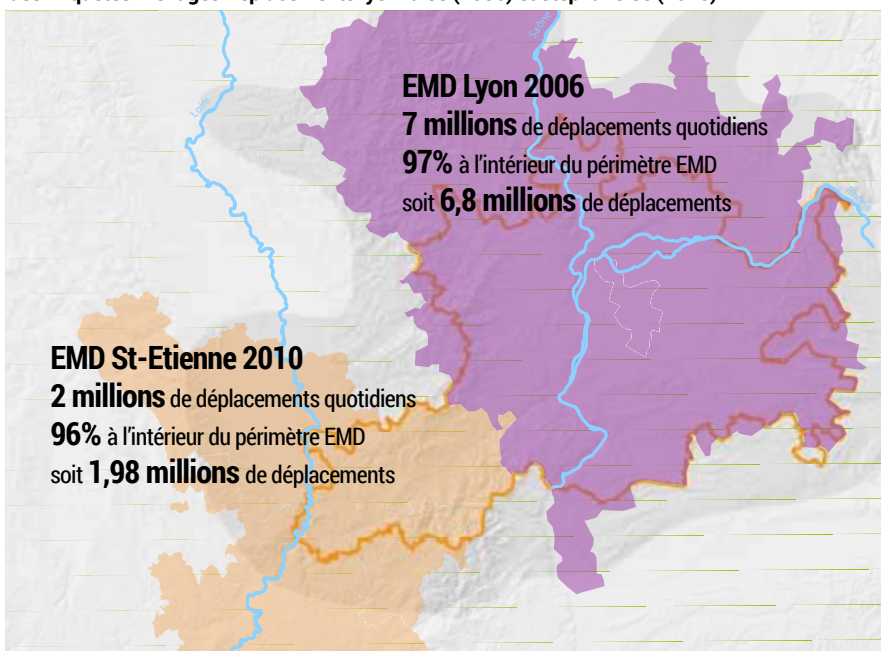 Saône
Loire
EMD Lyon 2006
7 millions de déplacements quotidiens
97% à l'intérieur du périmètre EMD
soit 6,8 millions de déplacements
Rhône
EMD St-Etienne 2010
2 millions de déplacements quotidiens
96% à l'intérieur du périmètre EMD
soit 1,98 millions de déplacements